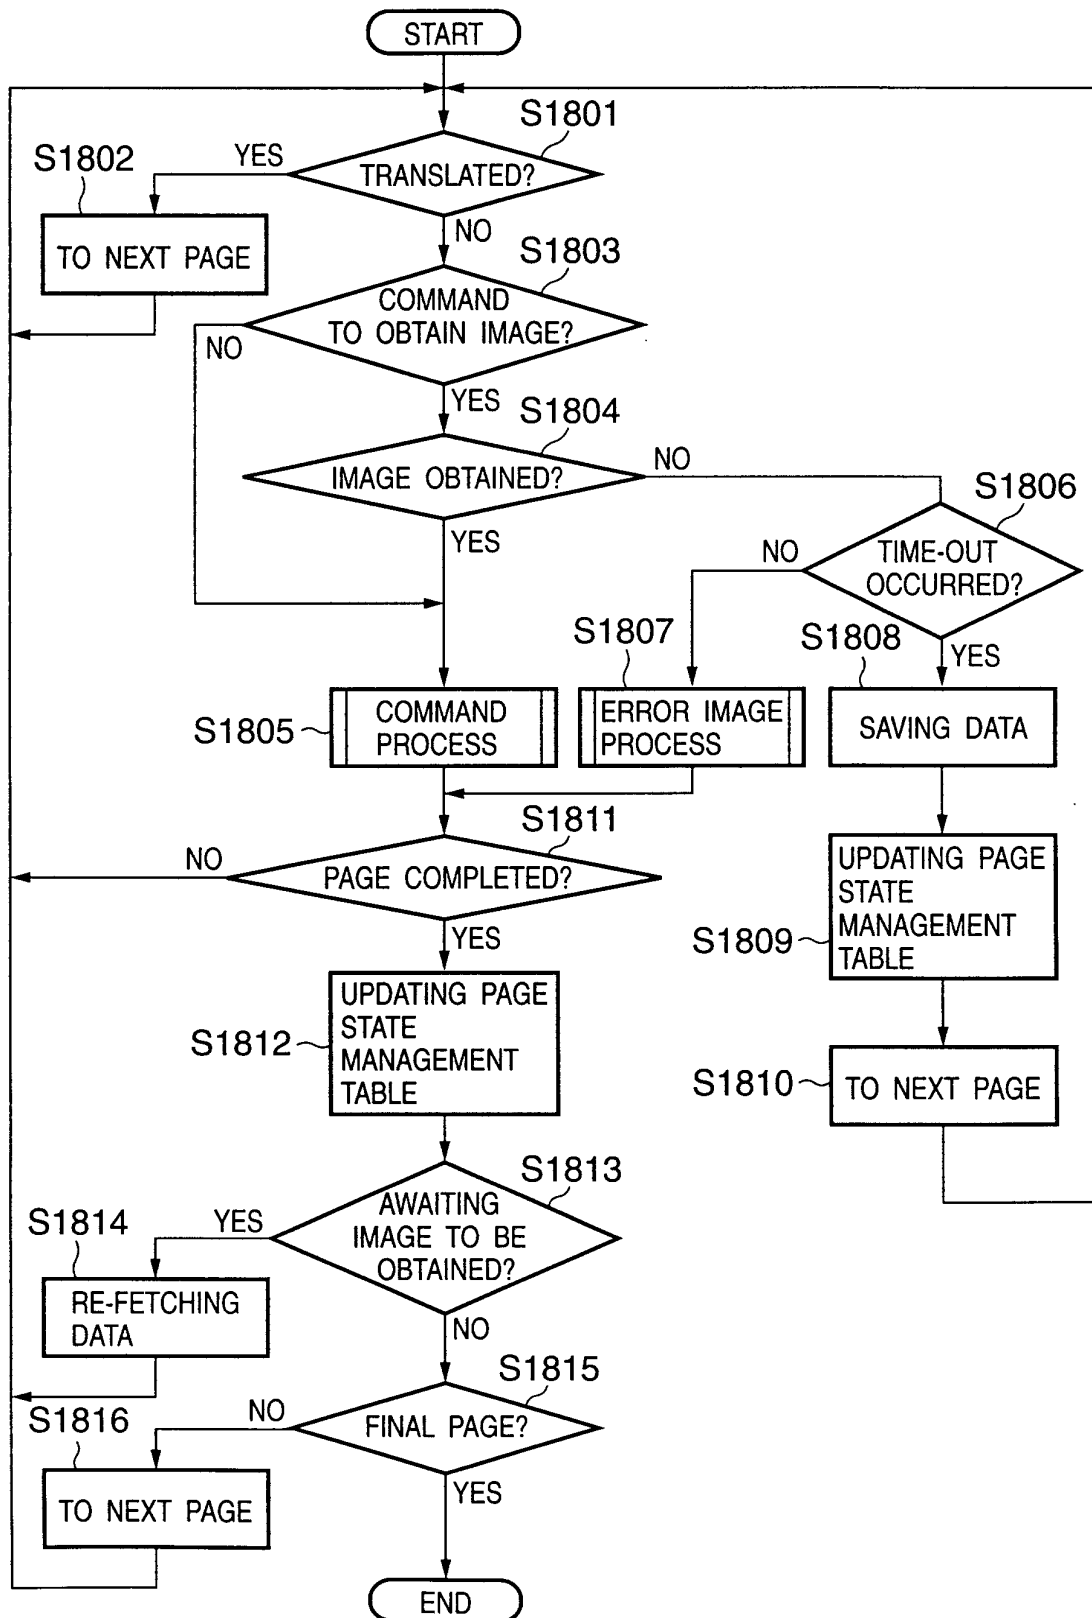 START
S1801
S1802
YES
TRANSLATED?
NO
TO NEXT PAGE
S1803
COMMAND
TO OBTAIN IMAGE?
NO
YES
S1804
IMAGE OBTAINED?
NO
YES
S1806
TIME-OUT
OCCURRED?
NO
YES
S1807
S1808
S1805
COMMAND
PROCESS
ERROR IMAGE
PROCESS
SAVING DATA
S1811
NO
PAGE COMPLETED?
YES
UPDATING PAGE
STATE
MANAGEMENT
TABLE
S1809
S1812
UPDATING PAGE
STATE
MANAGEMENT
TABLE
S1810
TO NEXT PAGE
S1813
AWAITING
IMAGE TO BE
OBTAINED?
S1814
YES
RE-FETCHING
DATA
NO
S1815
S1816
NO
FINAL PAGE?
YES
TO NEXT PAGE
END